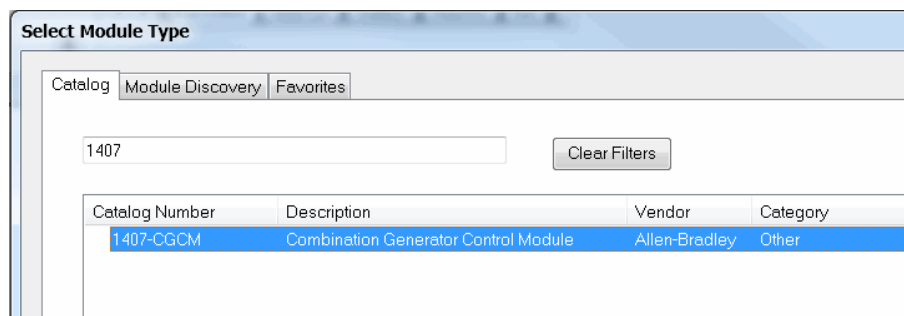 Select Module Type
Catalog Module Discovery Favorites
1407 Clear Filters
Catalog Number Description Vendor Category
1407-CGCM Combination Generator Control Module Allen-Bradley Other